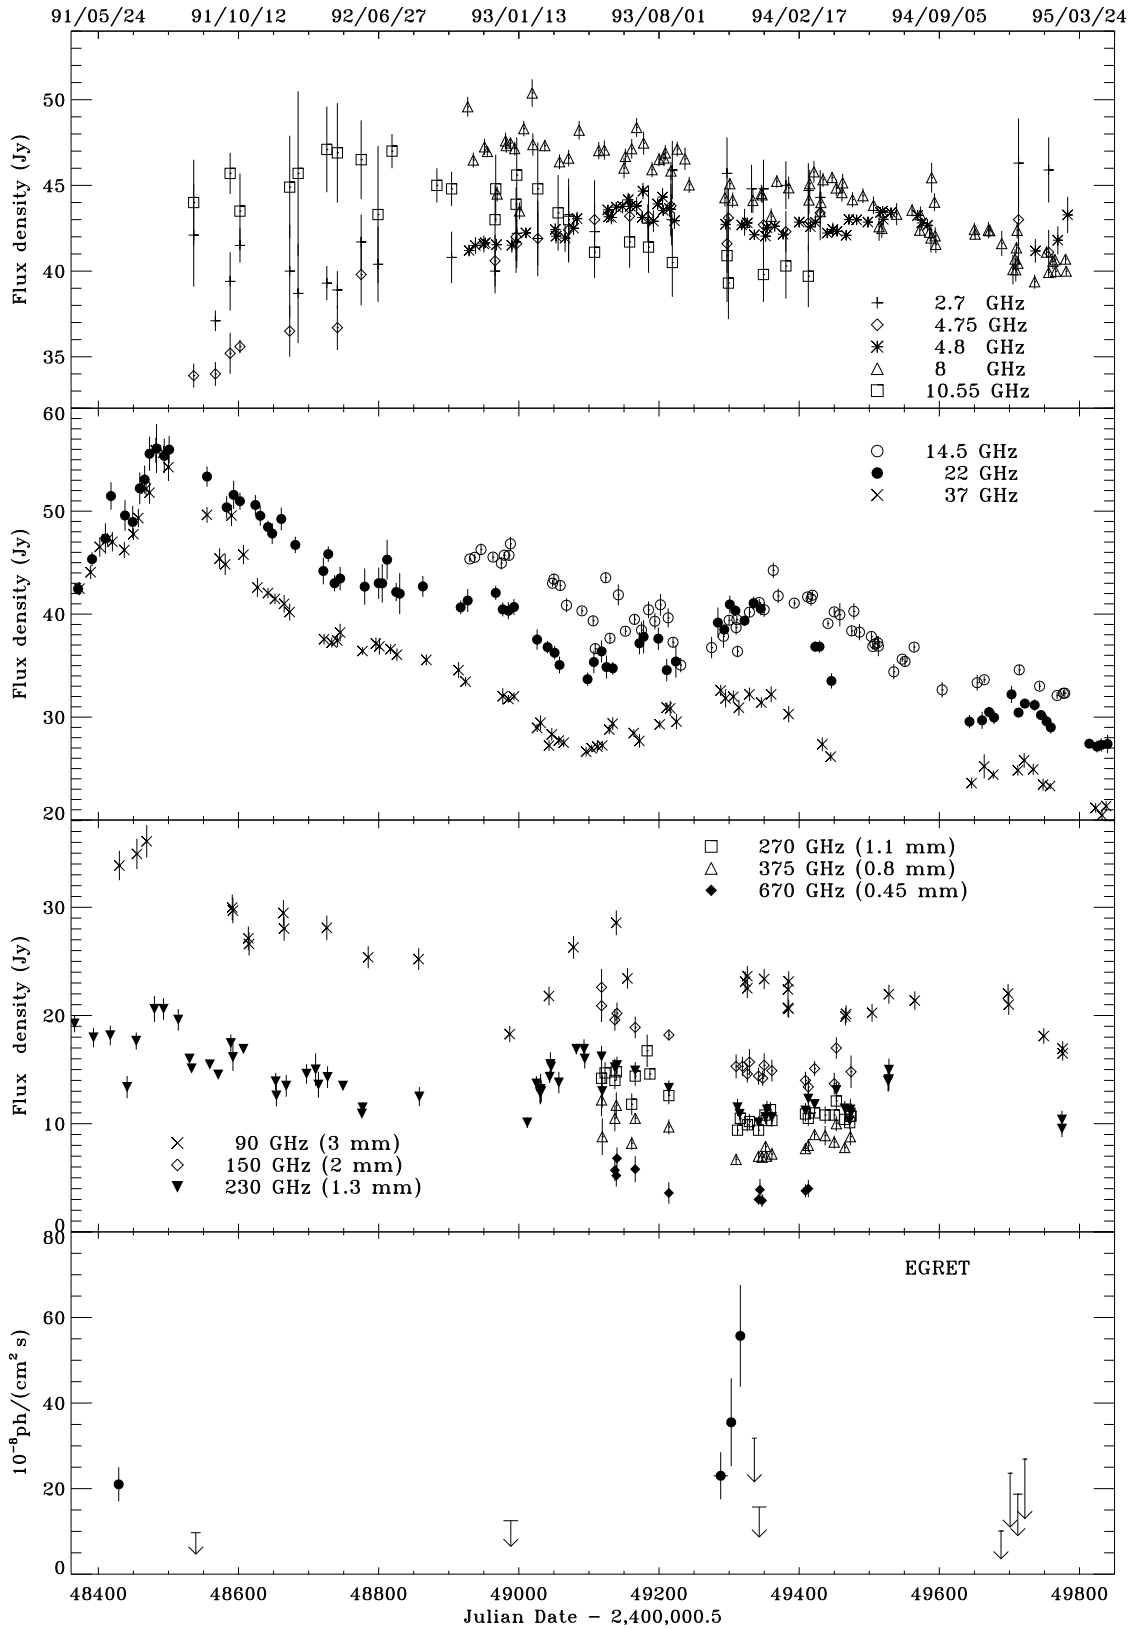 91/05/24 91/10/12 92/06/27 93/01/13 93/08/01 94/02/17 94/09/05 95/03/24
Flux density (Jy)
50
45
40
35
2.7 GHz
4.75 GHz
4.8 GHz
8 GHz
10.55 GHz
Flux density (Jy)
60
50
40
30
20
14.5 GHz
22 GHz
37 GHz
Flux density (Jy)
30
20
10
0
270 GHz (1.1 mm)
375 GHz (0.8 mm)
670 GHz (0.45 mm)
90 GHz (3 mm)
150 GHz (2 mm)
230 GHz (1.3 mm)
10⁻⁸ph/(cm² s)
80
60
40
20
0
EGRET
48400 48600 48800 49000 49200 49400 49600 49800
Julian Date − 2,400,000.5